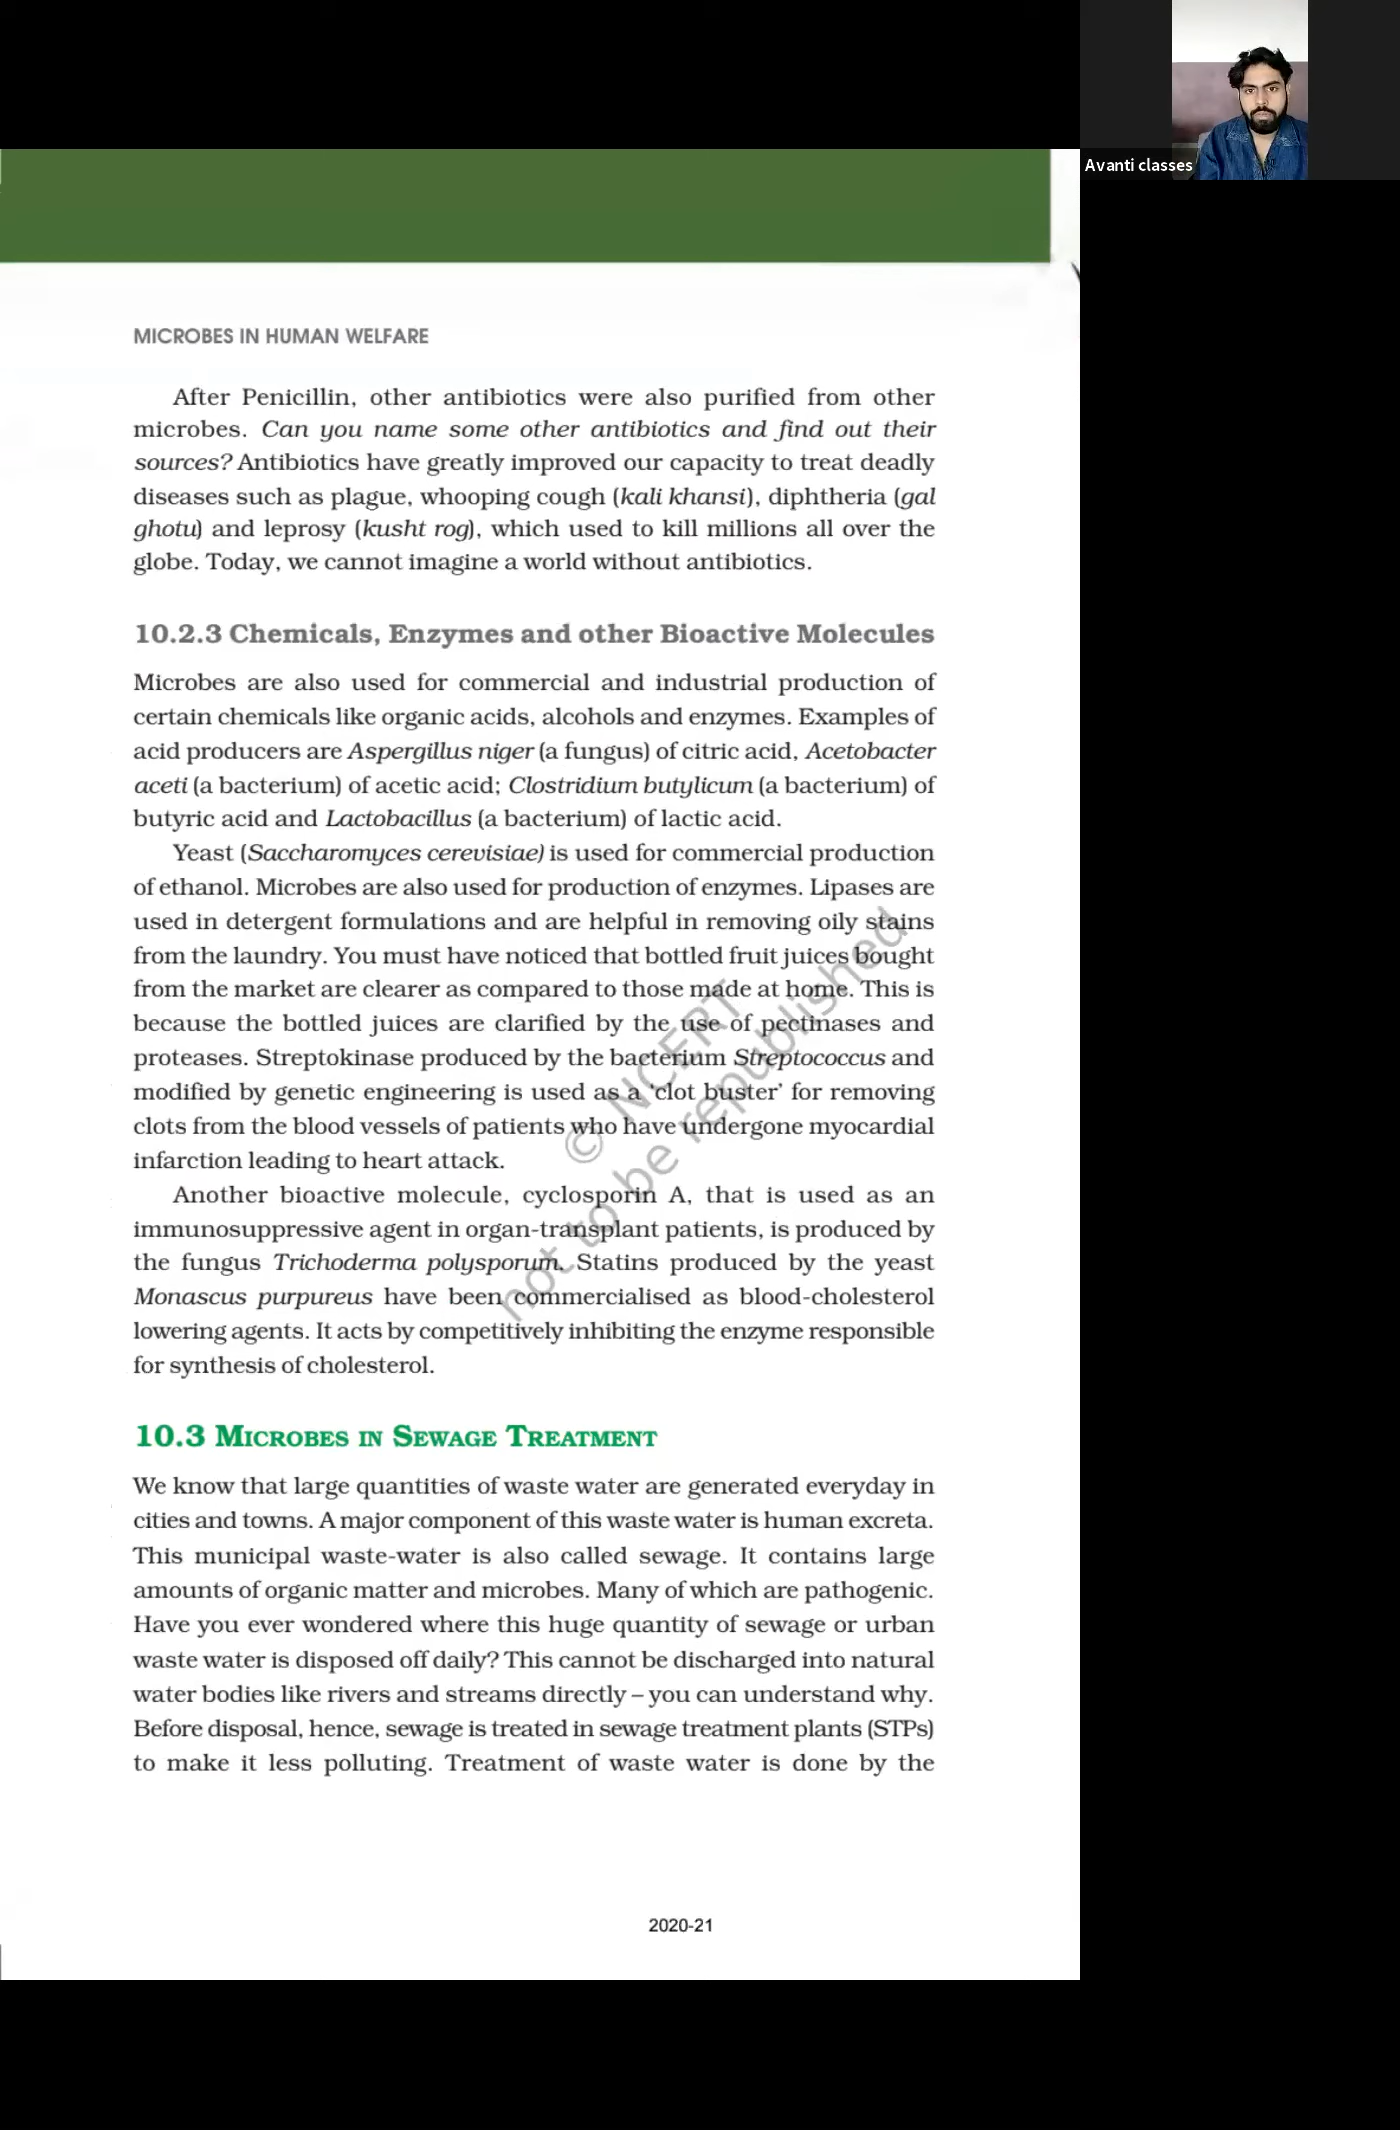 Avanti classes
MICROBES IN HUMAN WELFARE
After Penicillin, other antibiotics were also purified from other
microbes. Can you name some other antibiotics and find out their
sources? Antibiotics have greatly improved our capacity to treat deadly
diseases such as plague, whooping cough (kali khansi), diphtheria (gal
ghotu) and leprosy (kusht rog), which used to kill millions all over the
globe. Today, we cannot imagine a world without antibiotics.
10.2.3 Chemicals, Enzymes and other Bioactive Molecules
Microbes are also used for commercial and industrial production of
certain chemicals like organic acids, alcohols and enzymes. Examples of
acid producers are Aspergillus niger (a fungus) of citric acid, Acetobacter
aceti (a bacterium) of acetic acid; Clostridium butylicum (a bacterium) of
butyric acid and Lactobacillus (a bacterium) of lactic acid.
Yeast (Saccharomyces cerevisiae) is used for commercial production
of ethanol. Microbes are also used for production of enzymes. Lipases are
used in detergent formulations and are helpful in removing oily stains
from the laundry. You must have noticed that bottled fruit juices bought
from the market are clearer as compared to those made at home. This is
because the bottled juices are clarified by the use of pectinases and
proteases. Streptokinase produced by the bacterium Streptococcus and
modified by genetic engineering is used as a ‘clot buster’ for removing
clots from the blood vessels of patients who have undergone myocardial
infarction leading to heart attack.
Another bioactive molecule, cyclosporin A, that is used as an
immunosuppressive agent in organ-transplant patients, is produced by
the fungus Trichoderma polysporum. Statins produced by the yeast
Monascus purpureus have been commercialised as blood-cholesterol
lowering agents. It acts by competitively inhibiting the enzyme responsible
for synthesis of cholesterol.
© NCERT
not to be republished
10.3 MICROBES IN SEWAGE TREATMENT
We know that large quantities of waste water are generated everyday in
cities and towns. A major component of this waste water is human excreta.
This municipal waste-water is also called sewage. It contains large
amounts of organic matter and microbes. Many of which are pathogenic.
Have you ever wondered where this huge quantity of sewage or urban
waste water is disposed off daily? This cannot be discharged into natural
water bodies like rivers and streams directly – you can understand why.
Before disposal, hence, sewage is treated in sewage treatment plants (STPs)
to make it less polluting. Treatment of waste water is done by the
2020-21